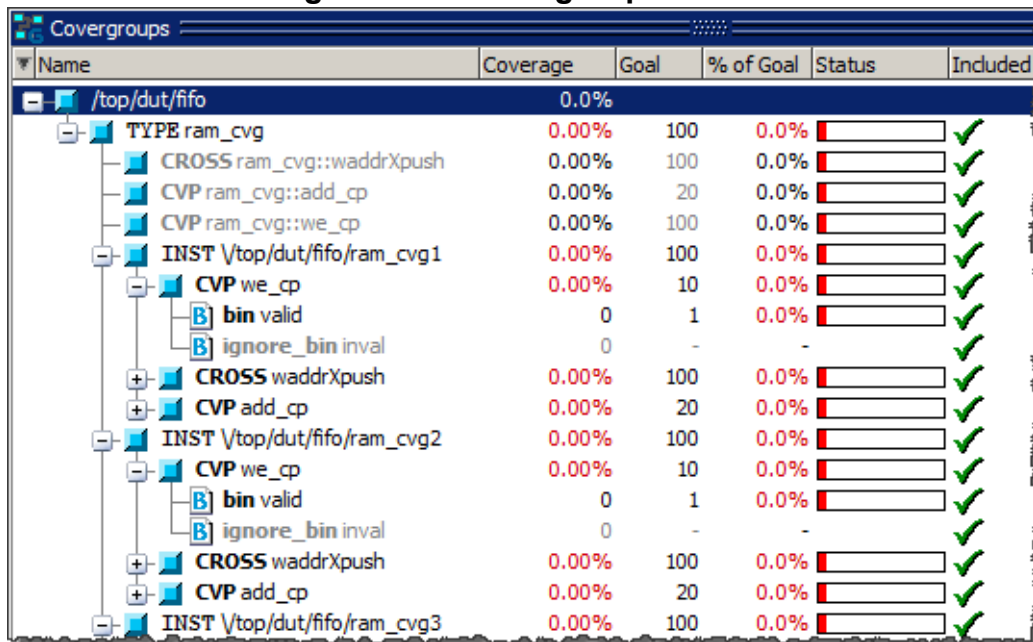 Covergroups
Name Coverage Goal % of Goal Status Included
/top/dut/fifo 0.0%
TYPE ram_cvg 0.00% 100 0.0%
CROSS ram_cvg::waddrXpush 0.00% 100 0.0%
CVP ram_cvg::add_cp 0.00% 20 0.0%
CVP ram_cvg::we_cp 0.00% 100 0.0%
INST \/top/dut/fifo/ram_cvg1 0.00% 100 0.0%
CVP we_cp 0.00% 10 0.0%
B bin valid 0 1 0.0%
B ignore_bin inval 0 - -
CROSS waddrXpush 0.00% 100 0.0%
CVP add_cp 0.00% 20 0.0%
INST \/top/dut/fifo/ram_cvg2 0.00% 100 0.0%
CVP we_cp 0.00% 10 0.0%
B bin valid 0 1 0.0%
B ignore_bin inval 0 - -
CROSS waddrXpush 0.00% 100 0.0%
CVP add_cp 0.00% 20 0.0%
INST \/top/dut/fifo/ram_cvg3 0.00% 100 0.0%